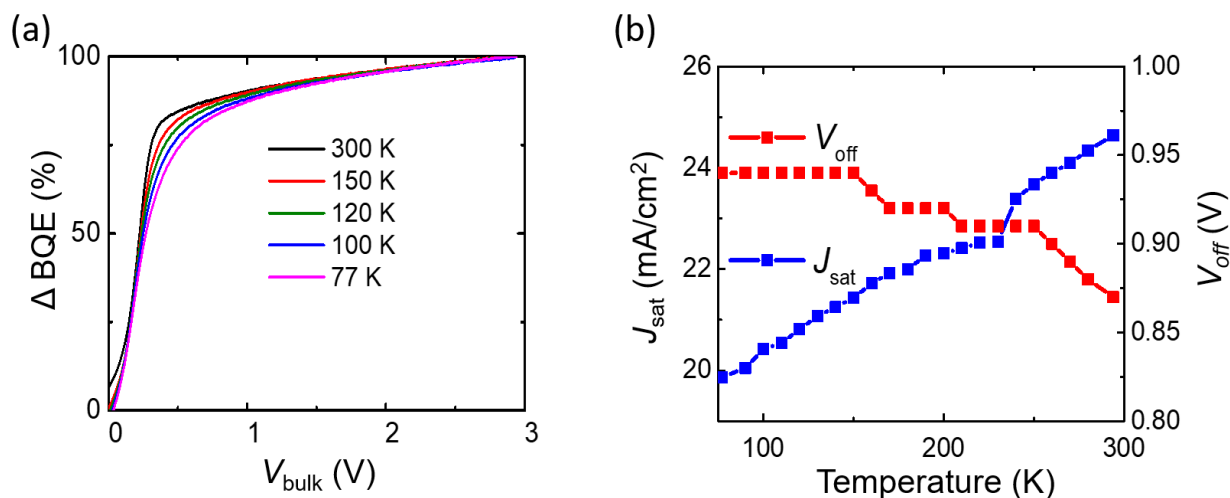 (a)
Δ BQE (%)
100
50
0
300 K
150 K
120 K
100 K
77 K
0 1 2 3
V_bulk (V)
(b)
J_sat (mA/cm²)
26
24
22
20
V_off
J_sat
1.00
0.95
0.90
0.85
0.80
V_off (V)
100 200 300
Temperature (K)